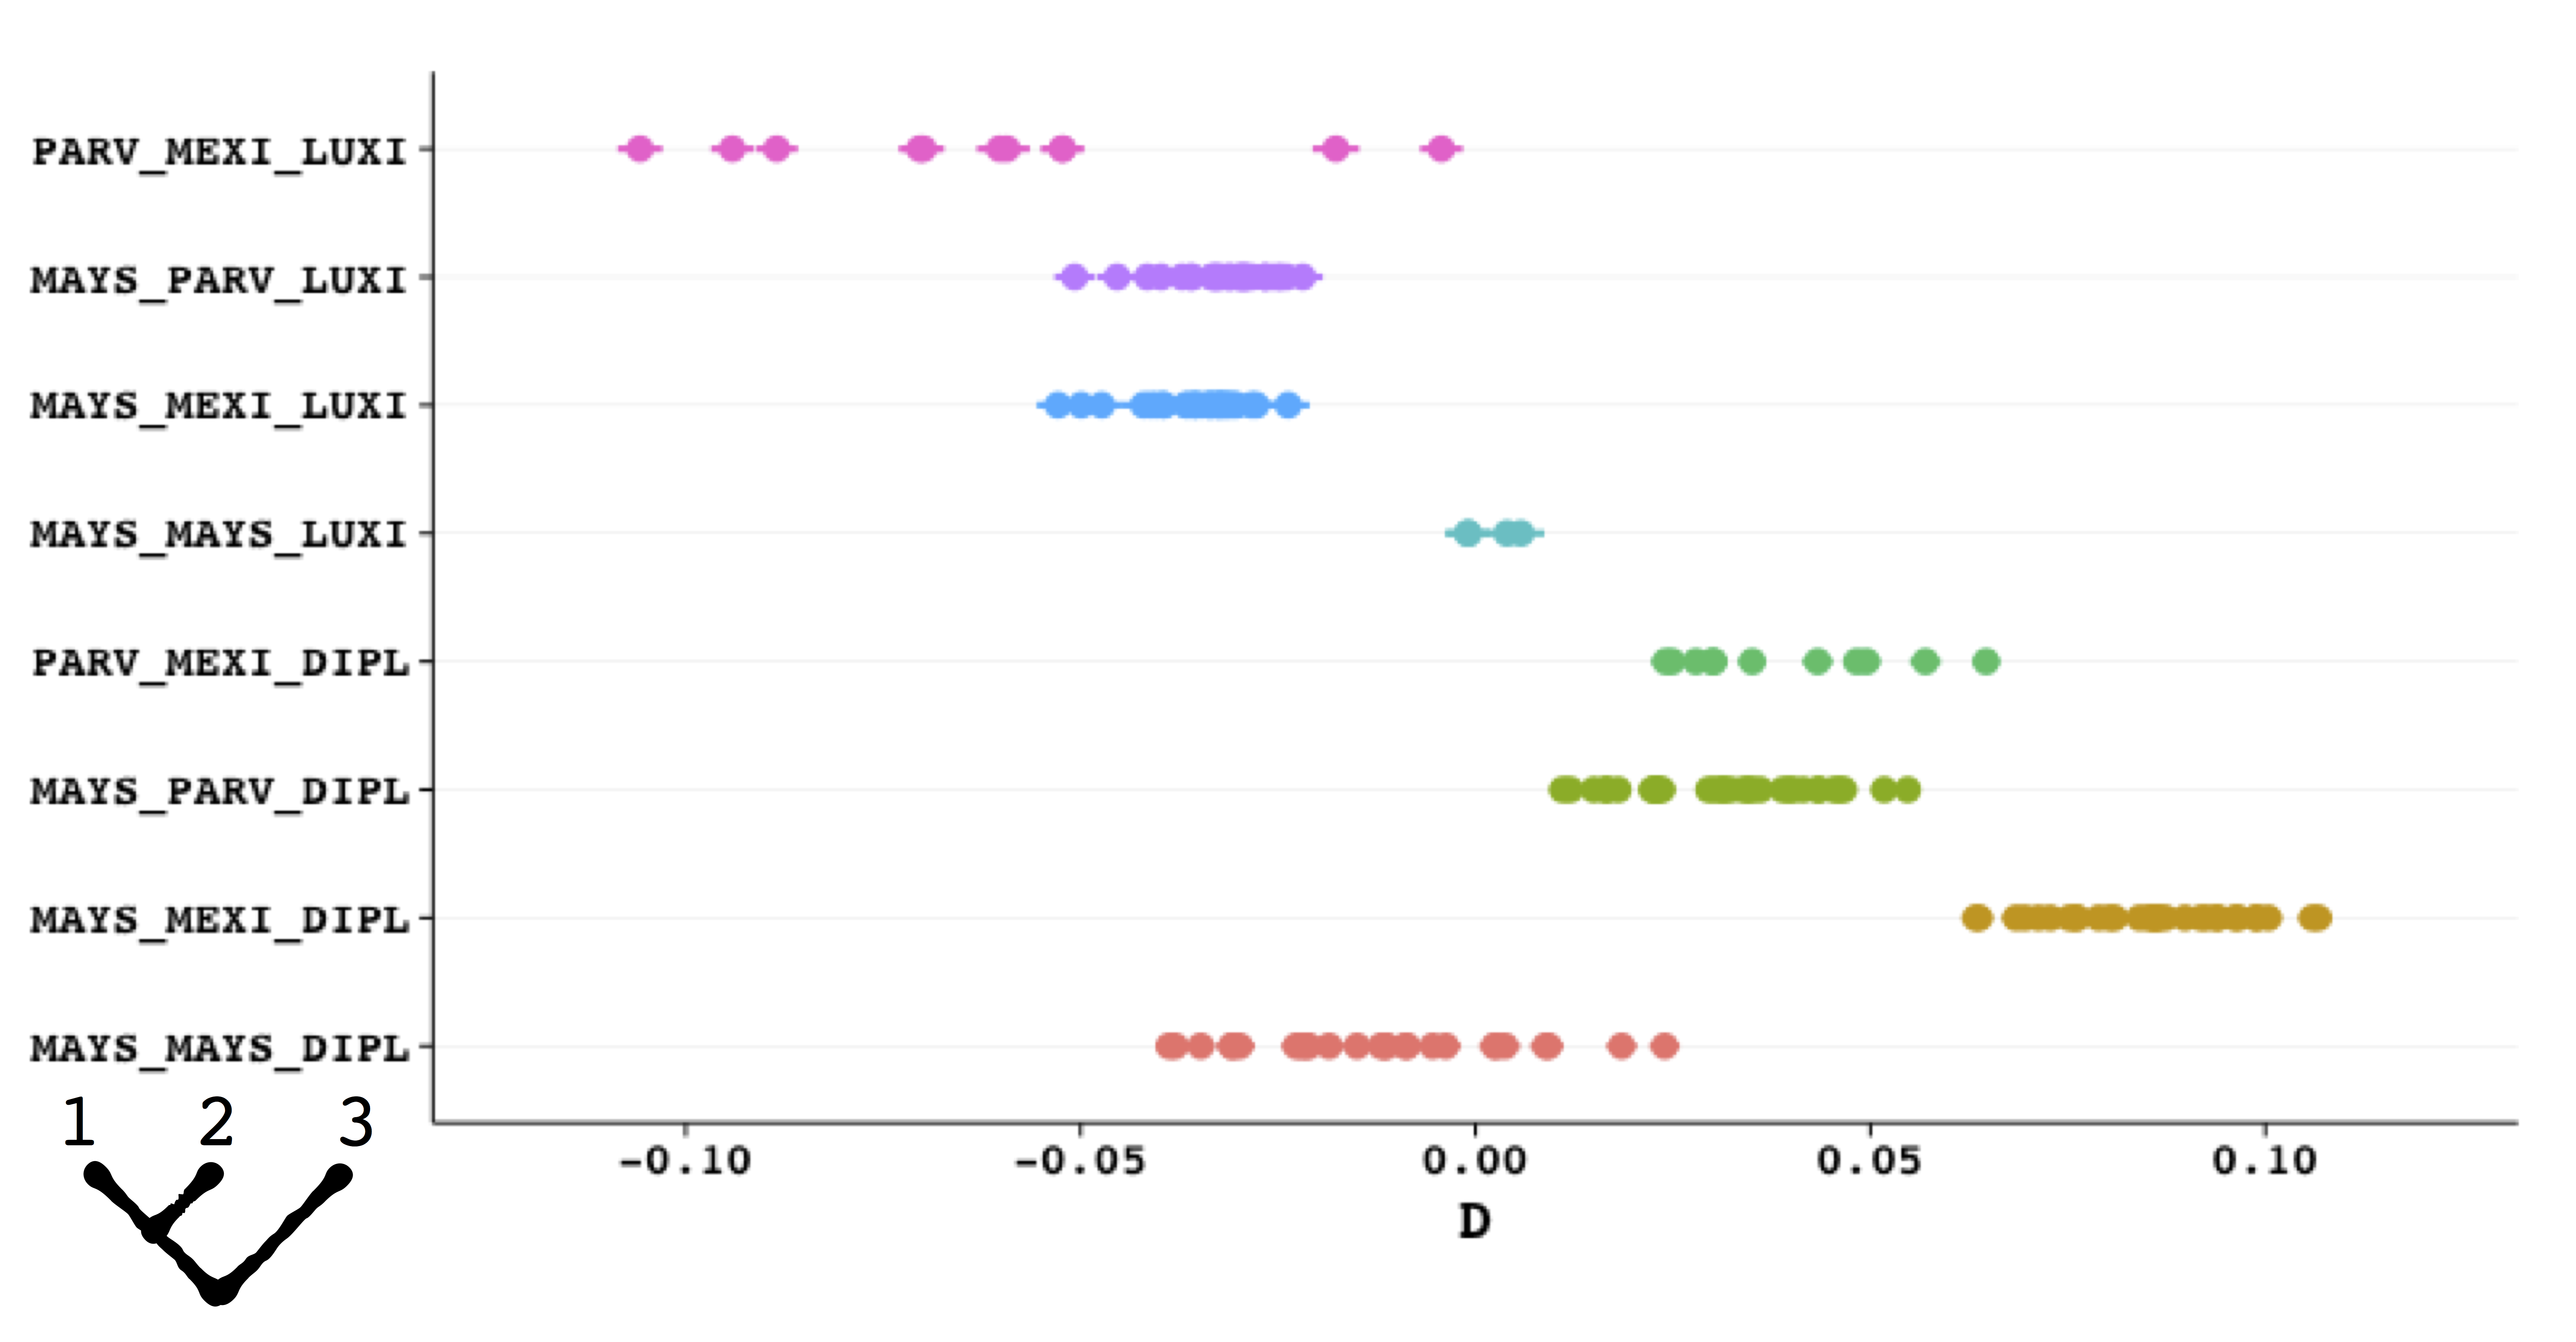 PARV_MEXI_LUXI
MAYS_PARV_LUXI
MAYS_MEXI_LUXI
MAYS_MAYS_LUXI
PARV_MEXI_DIPL
MAYS_PARV_DIPL
MAYS_MEXI_DIPL
MAYS_MAYS_DIPL
1 2 3
−0.10 −0.05 0.00 0.05 0.10
D